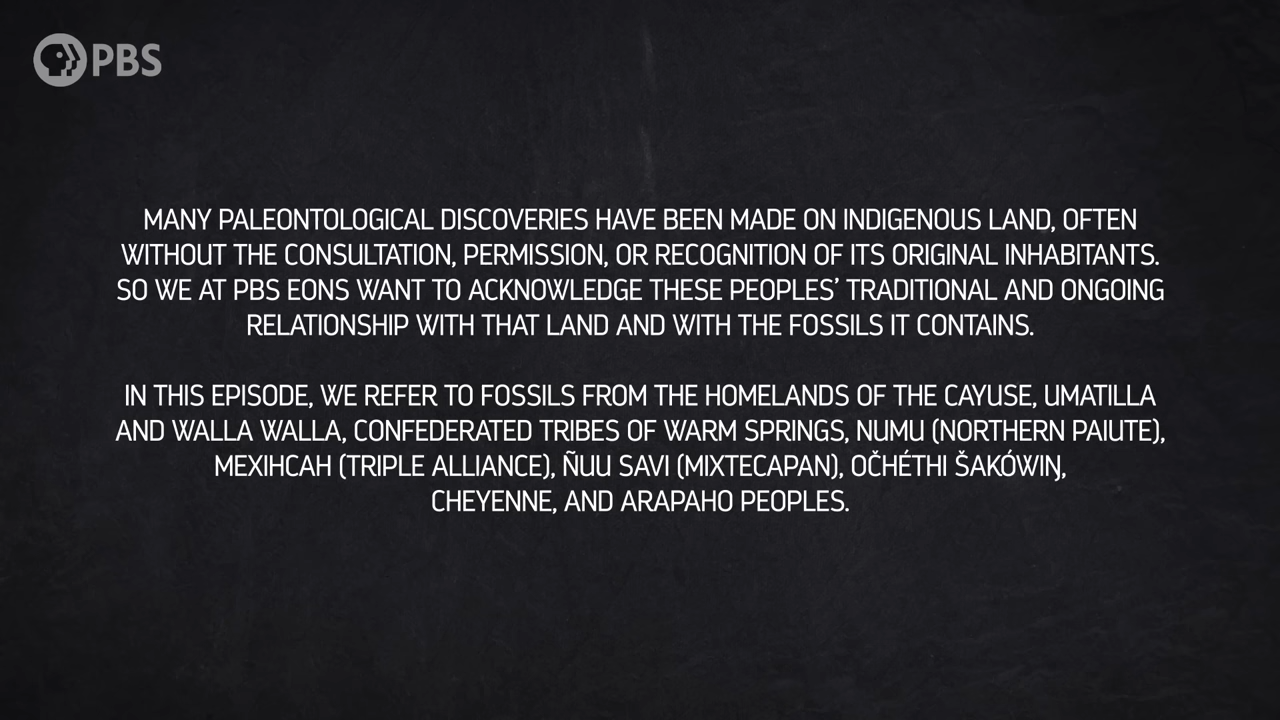 PBS
MANY PALEONTOLOGICAL DISCOVERIES HAVE BEEN MADE ON INDIGENOUS LAND, OFTEN
WITHOUT THE CONSULTATION, PERMISSION, OR RECOGNITION OF ITS ORIGINAL INHABITANTS.
SO WE AT PBS EONS WANT TO ACKNOWLEDGE THESE PEOPLES’ TRADITIONAL AND ONGOING
RELATIONSHIP WITH THAT LAND AND WITH THE FOSSILS IT CONTAINS.
IN THIS EPISODE, WE REFER TO FOSSILS FROM THE HOMELANDS OF THE CAYUSE, UMATILLA
AND WALLA WALLA, CONFEDERATED TRIBES OF WARM SPRINGS, NUMU (NORTHERN PAIUTE),
MEXIHCAH (TRIPLE ALLIANCE), ÑUU SAVI (MIXTECAPAN), OČHÉTHI ŠAKÓWIŊ,
CHEYENNE, AND ARAPAHO PEOPLES.